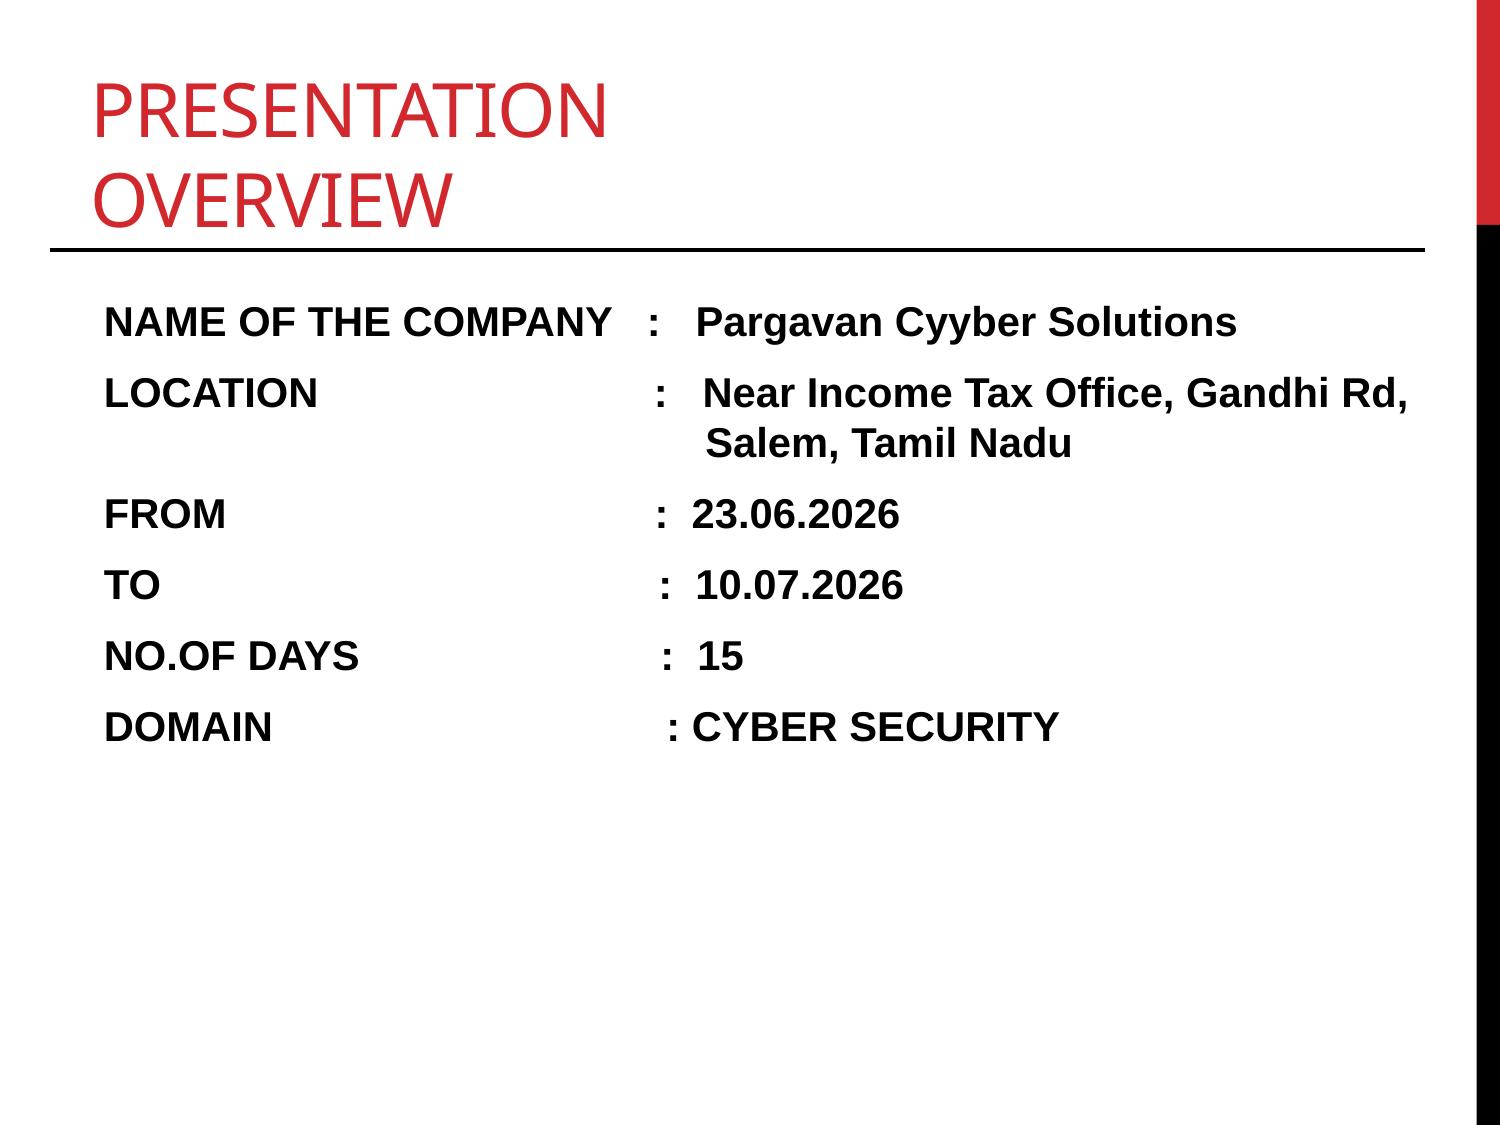 PRESENTATION
OVERVIEW
NAME OF THE COMPANY : Pargavan Cyyber Solutions
LOCATION : Near Income Tax Office, Gandhi Rd,
Salem, Tamil Nadu
FROM : 23.06.2026
TO : 10.07.2026
NO.OF DAYS : 15
DOMAIN : CYBER SECURITY